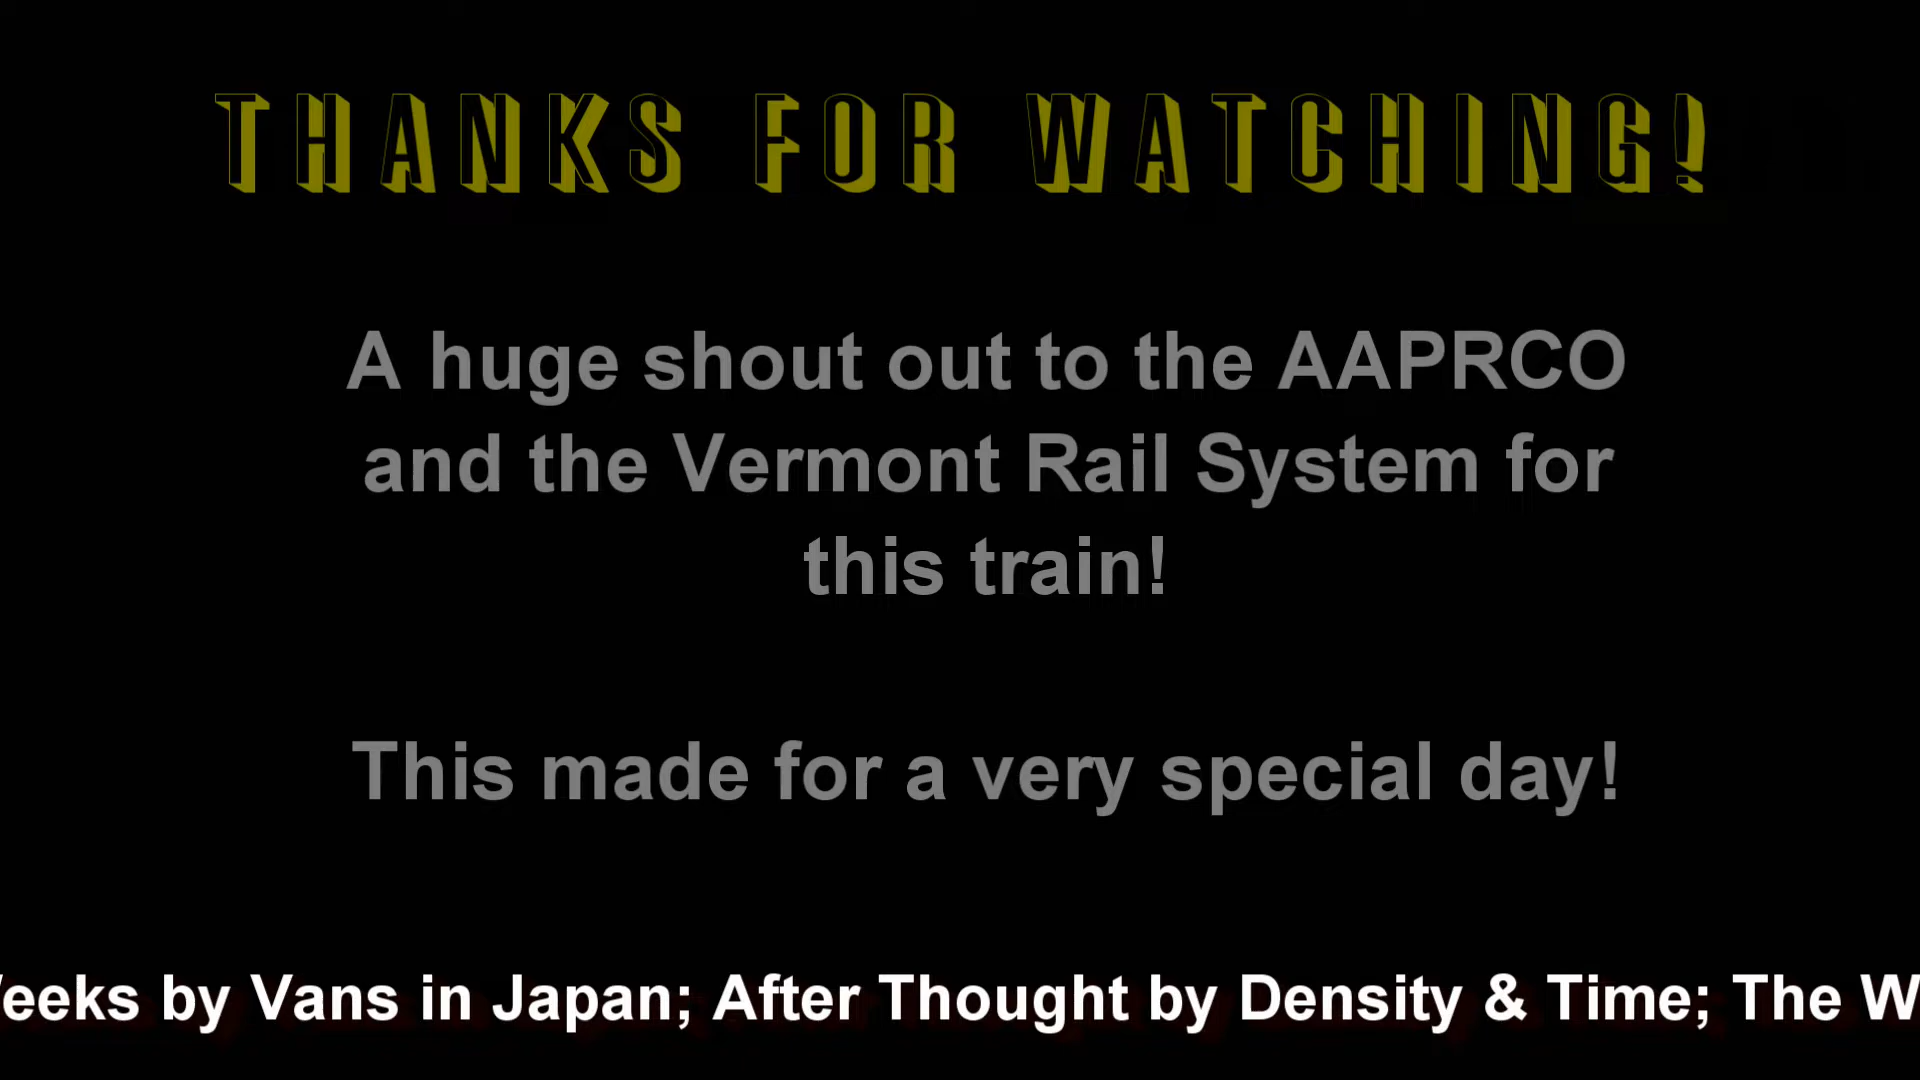 THANKS FOR WATCHING!
A huge shout out to the AAPRCO
and the Vermont Rail System for
this train!
This made for a very special day!
eeks by Vans in Japan; After Thought by Density & Time; The W